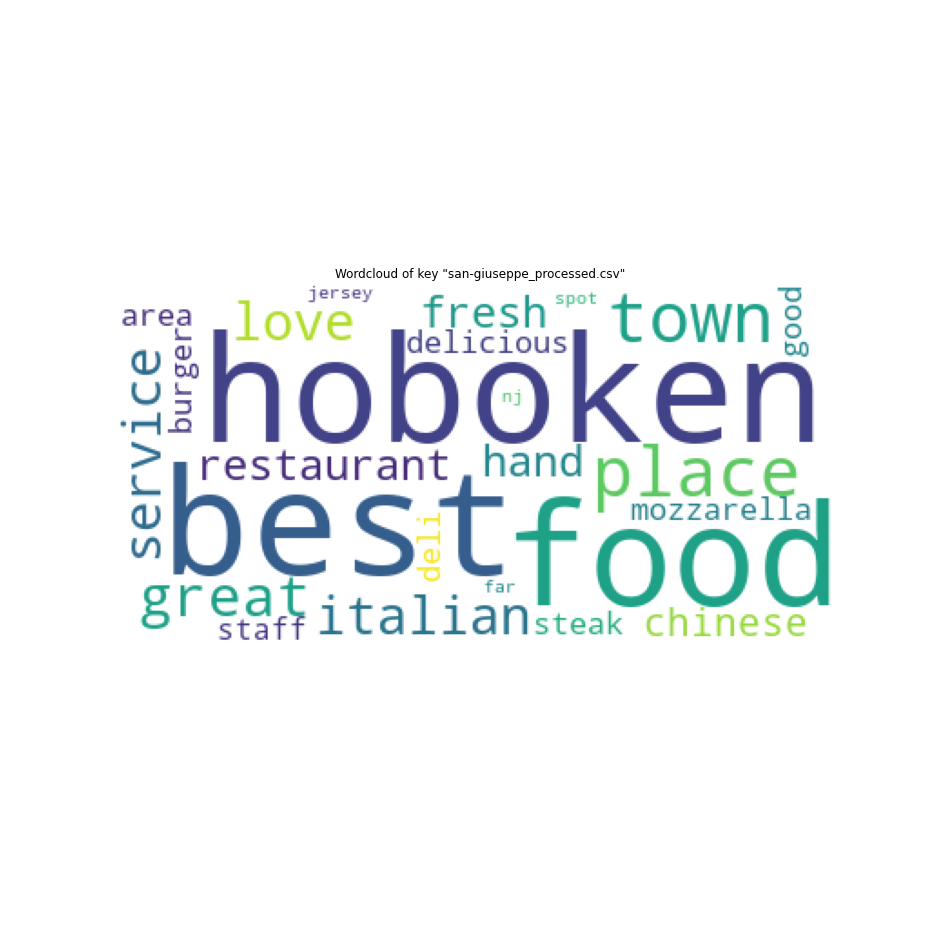 Wordcloud of key "san-giuseppe_processed.csv"
jersey
spot
area
love
fresh
town
good
delicious
burger
hoboken
service
nj
restaurant
hand
place
best
mozzarella
deli
food
great
far
italian
staff
steak
chinese